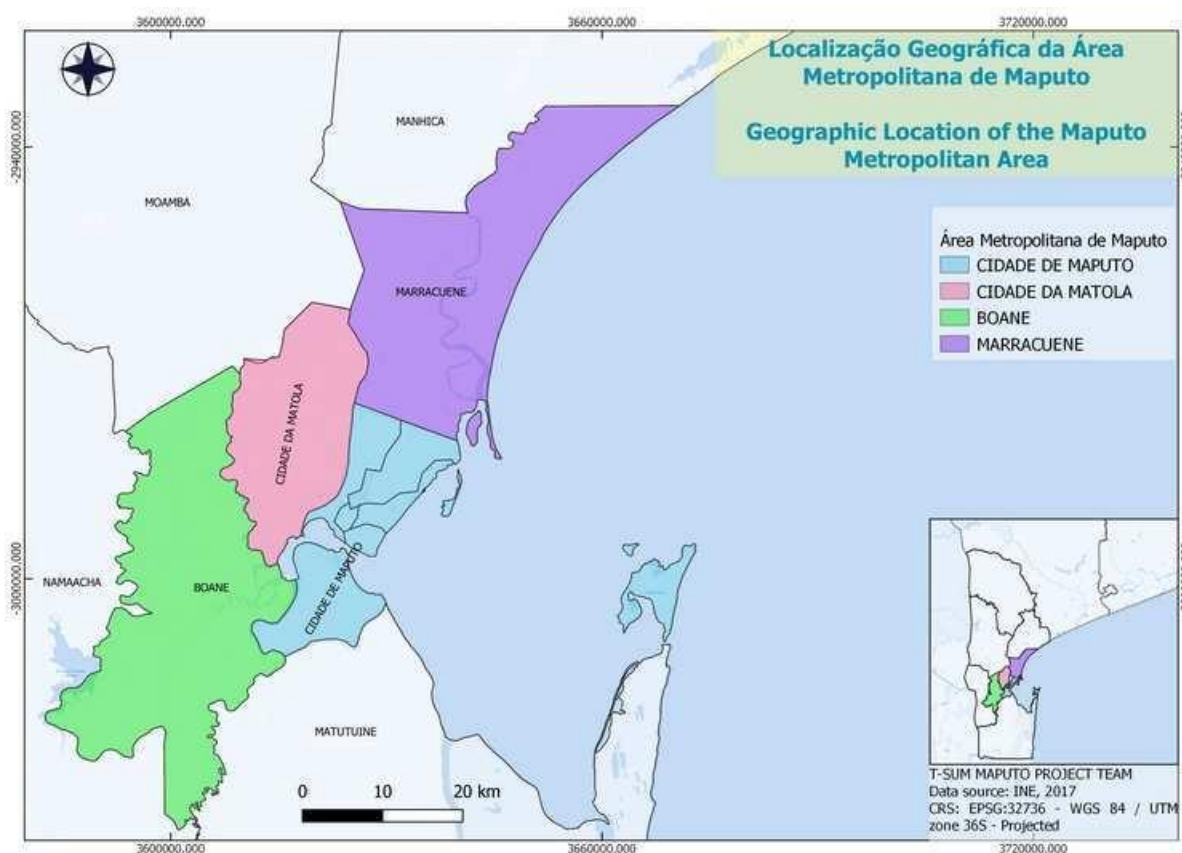 3600000.000
3660000.000
3720000.000
Localização Geográfica da Área
Metropolitana de Maputo
Geographic Location of the Maputo
Metropolitan Area
-2940000.000
MANHICA
MOAMBA
Área Metropolitana de Maputo
CIDADE DE MAPUTO
CIDADE DA MATOLA
BOANE
MARRACUENE
MARRACUENE
CIDADE DA MATOLA
CIDADE DE MAPUTO
-3000000.000
NAMAACHA
BOANE
MATUTUINE
0 10 20 km
T-SUM MAPUTO PROJECT TEAM
Data source: INE, 2017
CRS: EPSG:32736 - WGS 84 / UTM
zone 36S - Projected
3600000.000
3660000.000
3720000.000